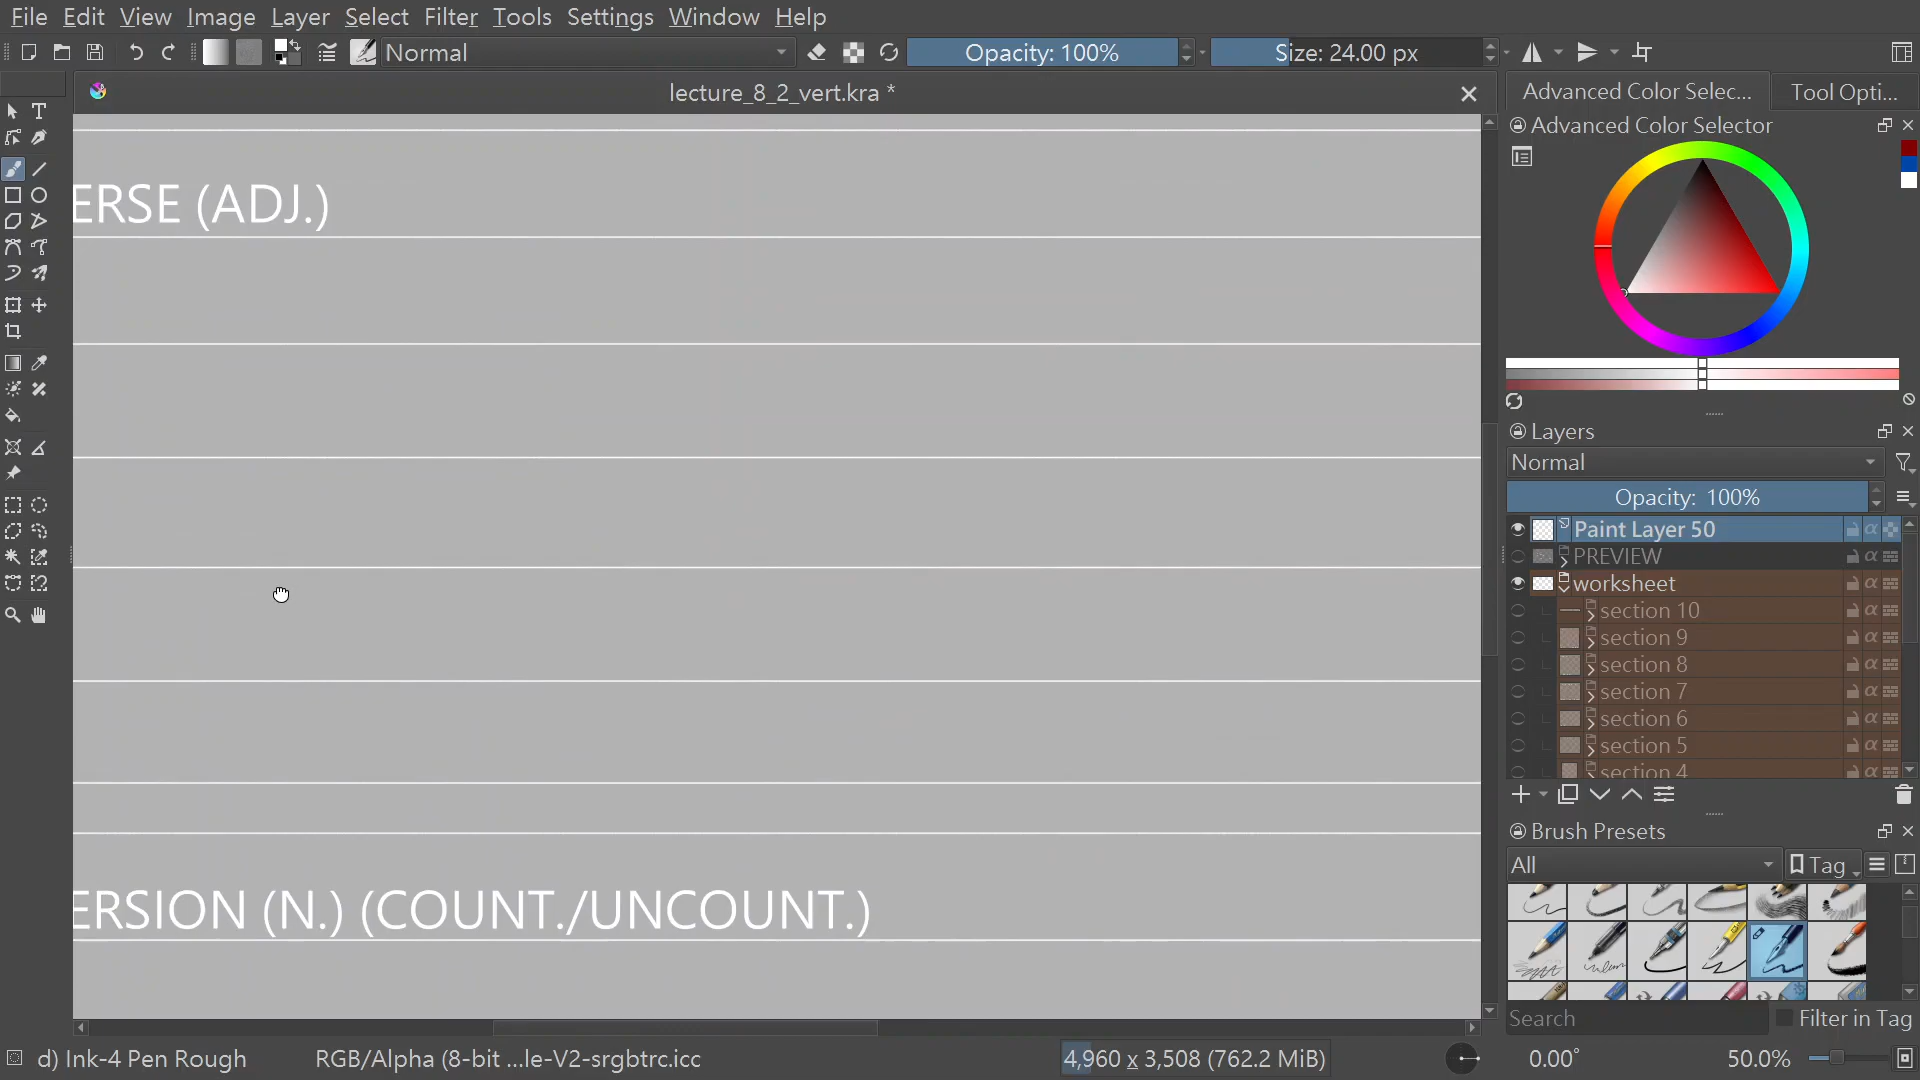 File Edit View Image Layer Select Filter Tools Settings Window Help
Normal Opacity: 100% Size: 24.00 px
lecture_8_2_vert.kra *
Advanced Color Selec... Tool Opti...
Advanced Color Selector
ERSE (ADJ.)
Layers
Normal
Opacity: 100%
Paint Layer 50
PREVIEW
worksheet
section 10
section 9
section 8
section 7
section 6
section 5
section 4
Brush Presets
All Tag
ERSION (N.) (COUNT./UNCOUNT.)
Search Filter in Tag
d) Ink-4 Pen Rough RGB/Alpha (8-bit ...le-V2-srgbtrc.icc 4,960 x 3,508 (762.2 MiB) 0.00° 50.0%